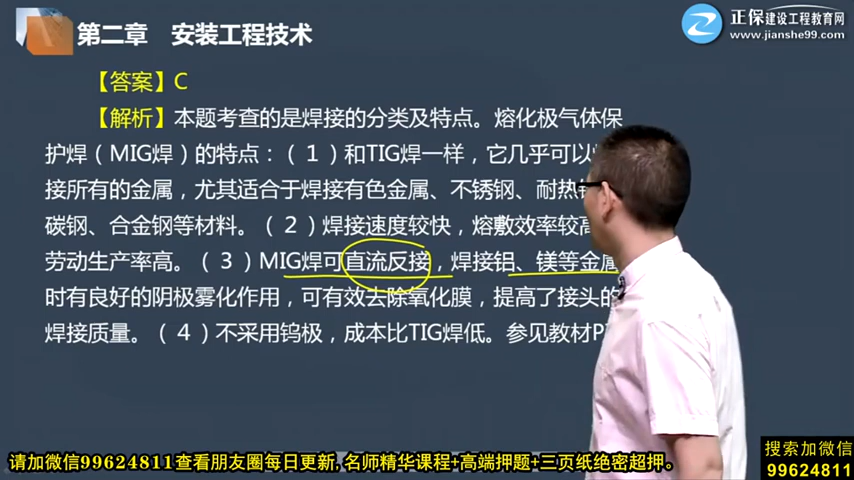 第二章 安装工程技术
正保建设工程教育网
www.jianshe99.com
【答案】C
【解析】本题考查的是焊接的分类及特点。熔化极气体保
护焊（MIG焊）的特点：（1）和TIG焊一样，它几乎可以
接所有的金属，尤其适合于焊接有色金属、不锈钢、耐热
碳钢、合金钢等材料。（2）焊接速度较快，熔敷效率较高
劳动生产率高。（3）MIG焊可直流反接，焊接铝、镁等金属
时有良好的阴极雾化作用，可有效去除氧化膜，提高了接头的
焊接质量。（4）不采用钨极，成本比TIG焊低。参见教材P
请加微信99624811查看朋友圈每日更新,名师精华课程+高端押题+三页纸绝密超押。
搜索加微信
99624811